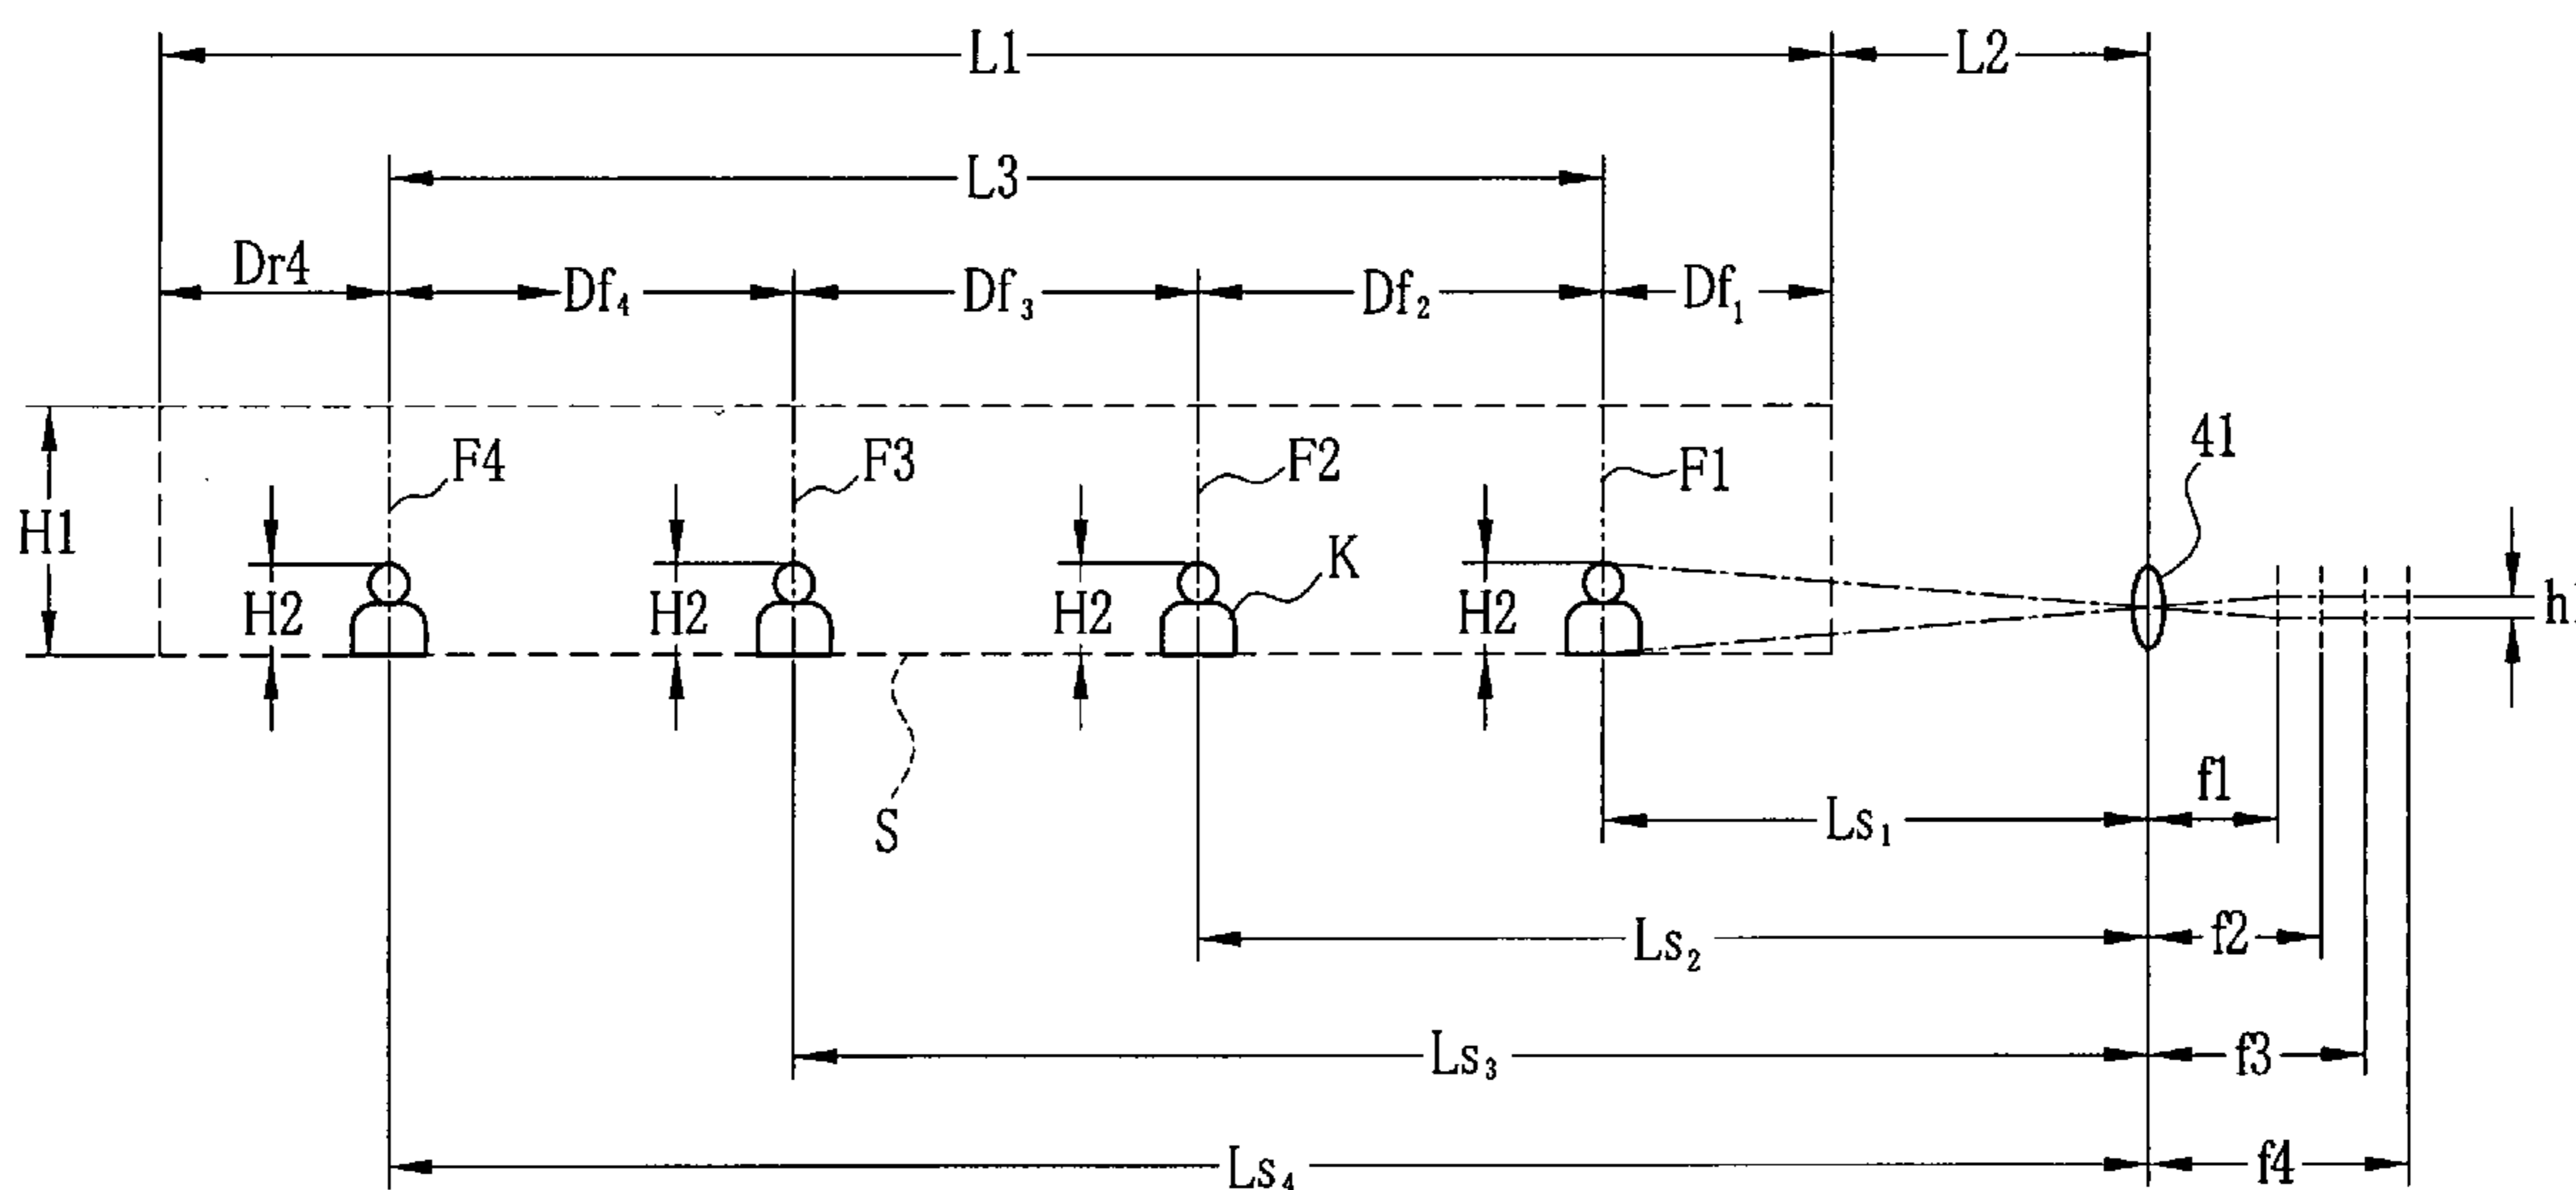 L1 L2
L3
Dr4 Df₄ Df₃ Df₂ Df₁
H1 F4 F3 F2 F1 41
H2 H2 H2 K H2 h1
S
Ls₁ f1
Ls₂ f2
Ls₃ f3
Ls₄ f4